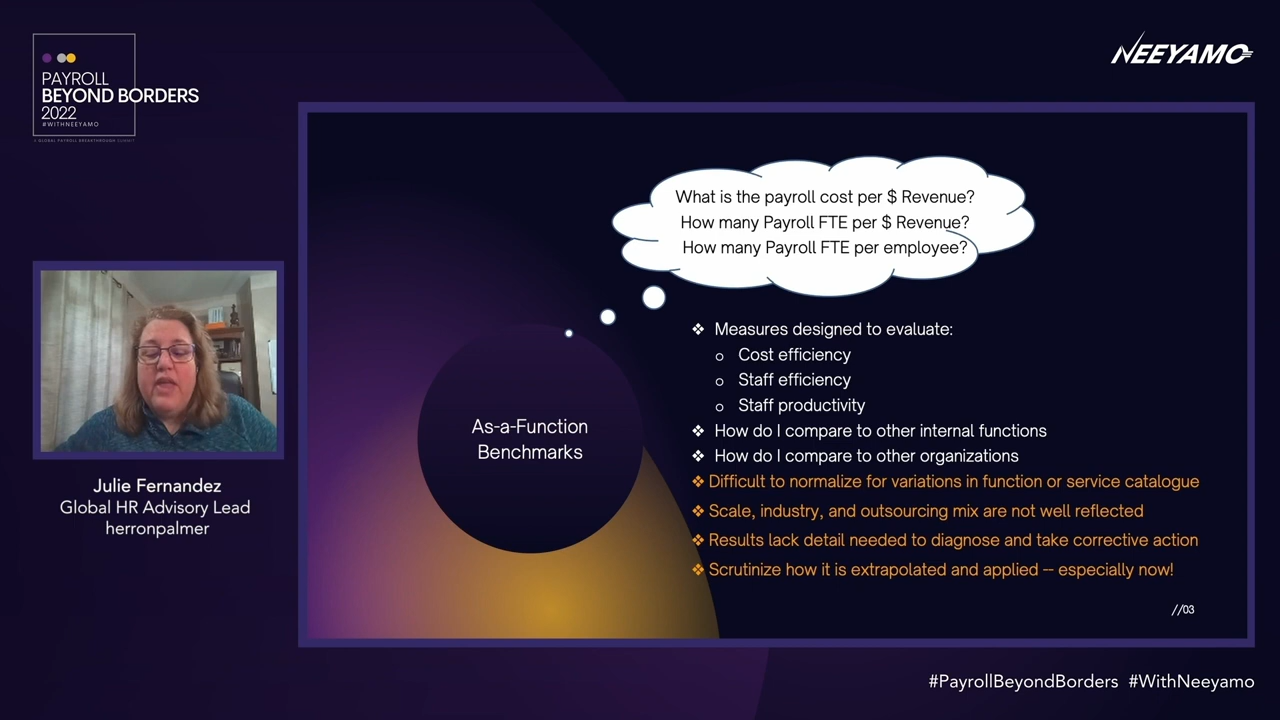 PAYROLL
BEYOND BORDERS
2022
#WITHNEEYAMO
A GLOBAL PAYROLL BREAKTHROUGH SUMMIT
NEEYAMO
What is the payroll cost per $ Revenue?
How many Payroll FTE per $ Revenue?
How many Payroll FTE per employee?
As-a-Function
Benchmarks
❖ Measures designed to evaluate:
o Cost efficiency
o Staff efficiency
o Staff productivity
❖ How do I compare to other internal functions
❖ How do I compare to other organizations
❖ Difficult to normalize for variations in function or service catalogue
❖ Scale, industry, and outsourcing mix are not well reflected
❖ Results lack detail needed to diagnose and take corrective action
❖ Scrutinize how it is extrapolated and applied -- especially now!
//03
Julie Fernandez
Global HR Advisory Lead
herronpalmer
#PayrollBeyondBorders #WithNeeyamo